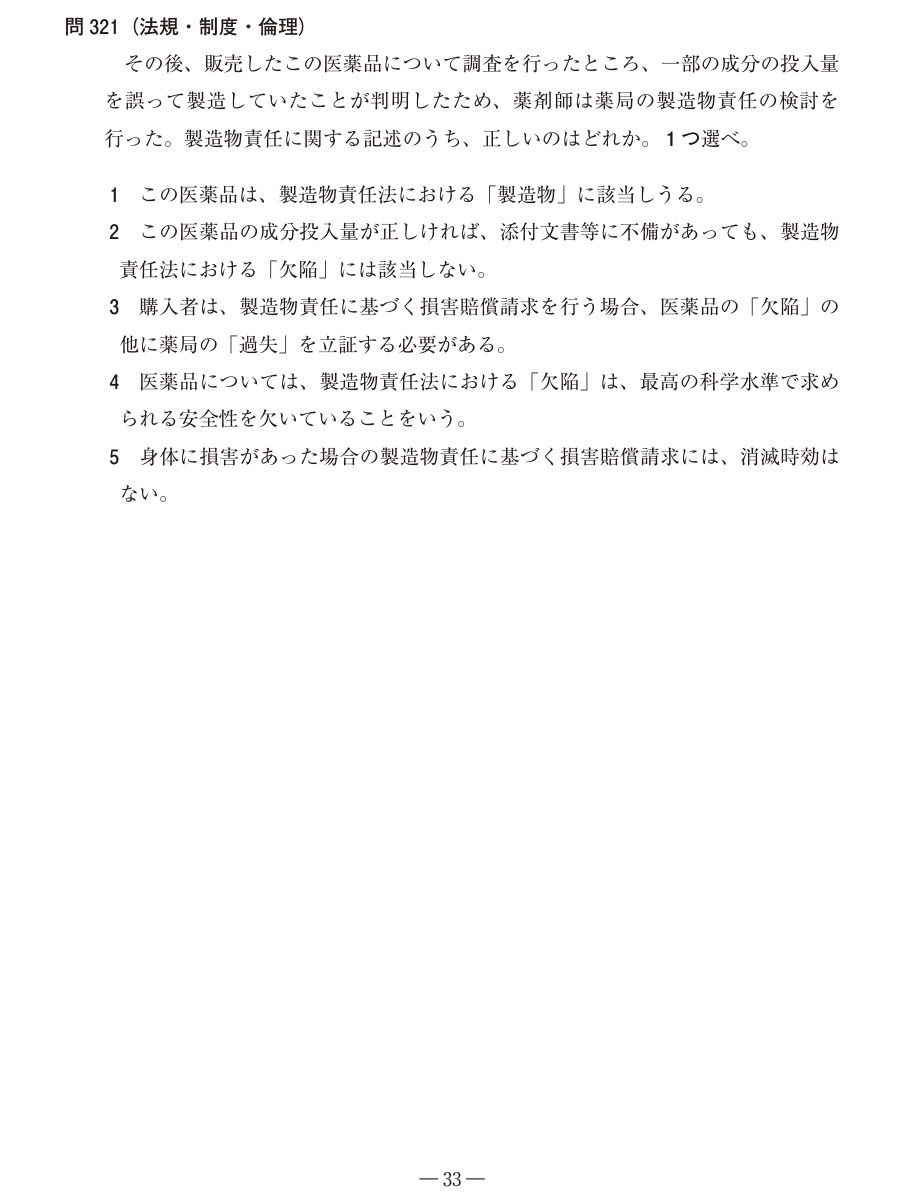 問 321（法規・制度・倫理）
その後、販売したこの医薬品について調査を行ったところ、一部の成分の投入量
を誤って製造していたことが判明したため、薬剤師は薬局の製造物責任の検討を
行った。製造物責任に関する記述のうち、正しいのはどれか。１つ選べ。
1 この医薬品は、製造物責任法における「製造物」に該当しうる。
2 この医薬品の成分投入量が正しければ、添付文書等に不備があっても、製造物
責任法における「欠陥」には該当しない。
3 購入者は、製造物責任に基づく損害賠償請求を行う場合、医薬品の「欠陥」の
他に薬局の「過失」を立証する必要がある。
4 医薬品については、製造物責任法における「欠陥」は、最高の科学水準で求め
られる安全性を欠いていることをいう。
5 身体に損害があった場合の製造物責任に基づく損害賠償請求には、消滅時効は
ない。
― 33 ―